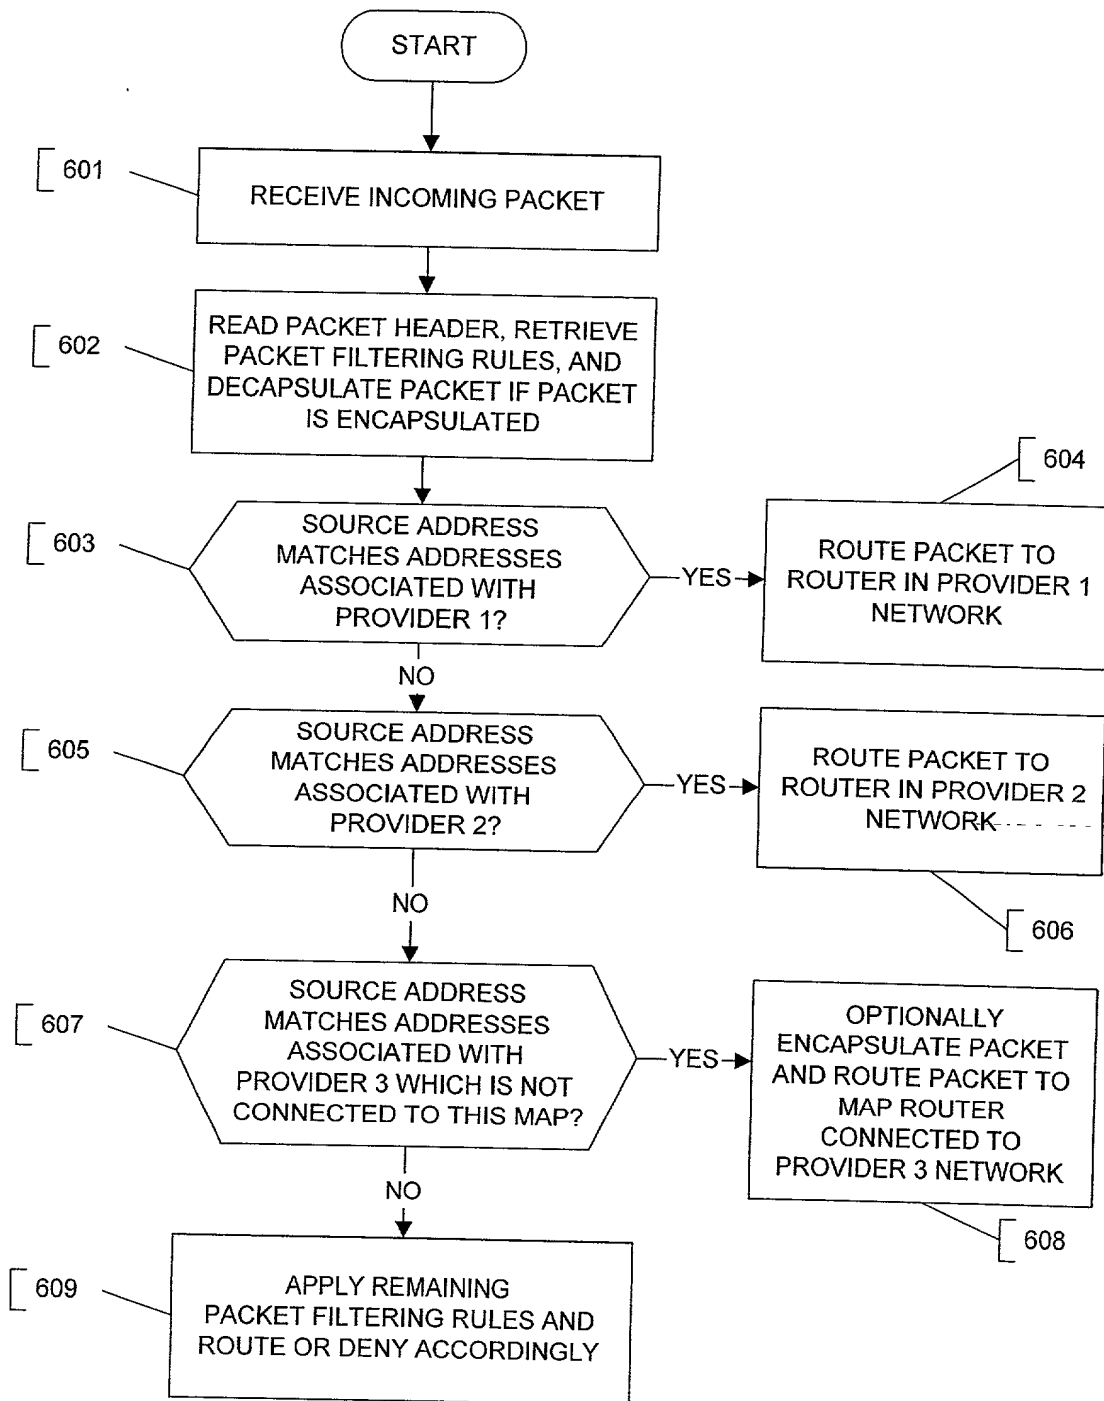 START
601
RECEIVE INCOMING PACKET
602
READ PACKET HEADER, RETRIEVE
PACKET FILTERING RULES, AND
DECAPSULATE PACKET IF PACKET
IS ENCAPSULATED
603
SOURCE ADDRESS
MATCHES ADDRESSES
ASSOCIATED WITH
PROVIDER 1?
YES
604
ROUTE PACKET TO
ROUTER IN PROVIDER 1
NETWORK
NO
605
SOURCE ADDRESS
MATCHES ADDRESSES
ASSOCIATED WITH
PROVIDER 2?
YES
ROUTE PACKET TO
ROUTER IN PROVIDER 2
NETWORK
606
NO
607
SOURCE ADDRESS
MATCHES ADDRESSES
ASSOCIATED WITH
PROVIDER 3 WHICH IS NOT
CONNECTED TO THIS MAP?
YES
OPTIONALLY
ENCAPSULATE PACKET
AND ROUTE PACKET TO
MAP ROUTER
CONNECTED TO
PROVIDER 3 NETWORK
608
NO
609
APPLY REMAINING
PACKET FILTERING RULES AND
ROUTE OR DENY ACCORDINGLY